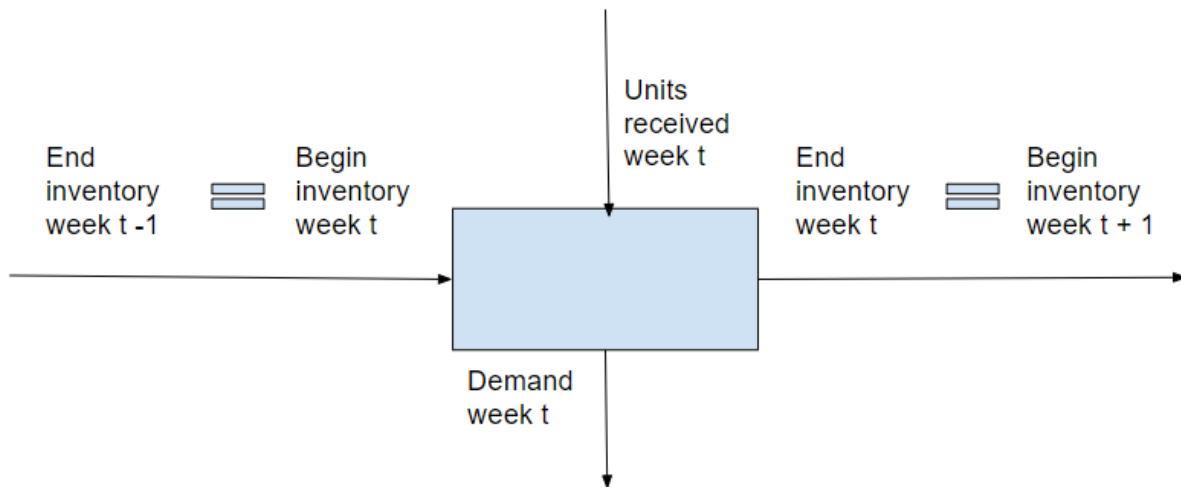 Units
received
week t
End
inventory
week t -1
Begin
inventory
week t
End
inventory
week t
Begin
inventory
week t + 1
Demand
week t